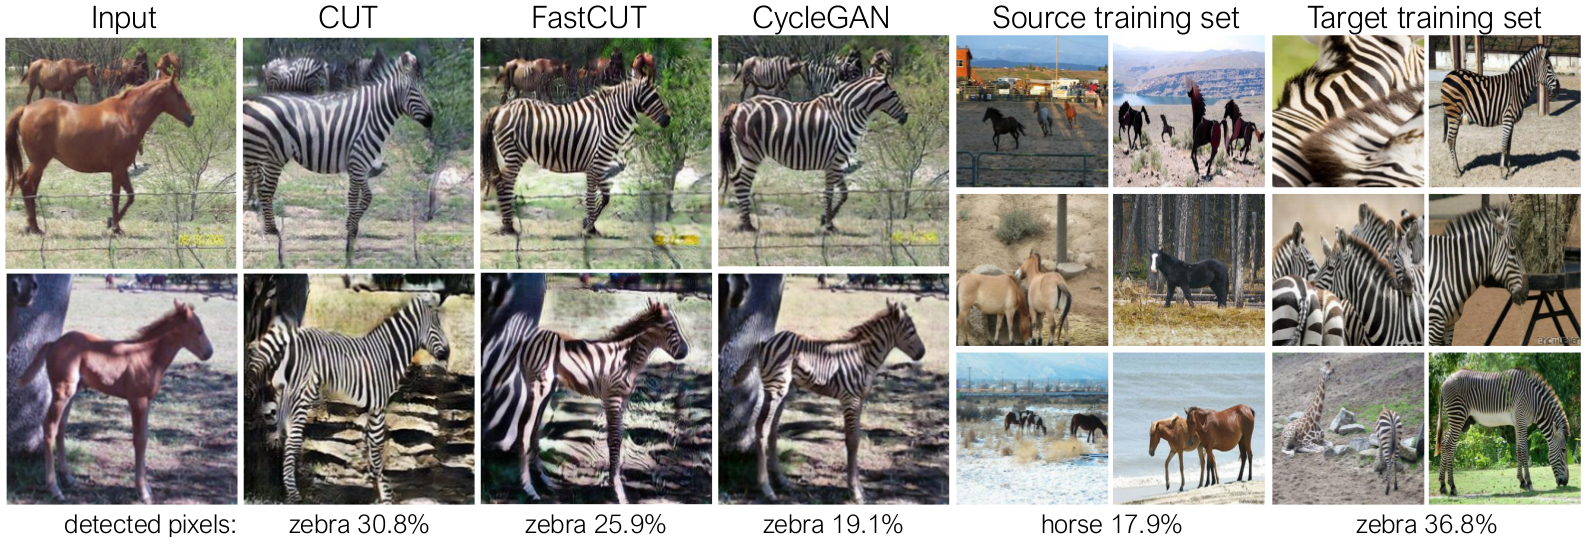 Input CUT FastCUT CycleGAN Source training set Target training set
detected pixels: zebra 30.8% zebra 25.9% zebra 19.1% horse 17.9% zebra 36.8%